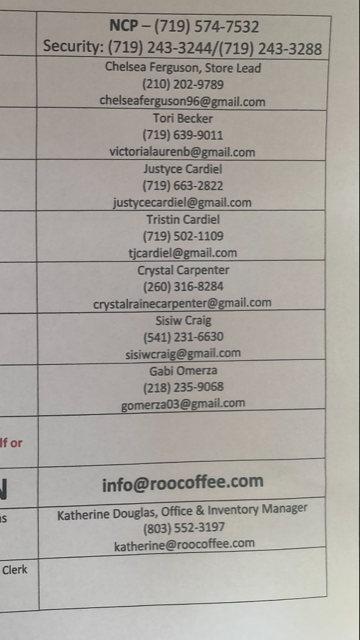 NCP – (719) 574-7532
Security: (719) 243-3244/(719) 243-3288
Chelsea Ferguson, Store Lead
(210) 202-9789
chelseaferguson96@gmail.com
Tori Becker
(719) 639-9011
victorialaurenb@gmail.com
Justyce Cardiel
(719) 663-2822
justycecardiel@gmail.com
Tristin Cardiel
(719) 502-1109
tjcardiel@gmail.com
Crystal Carpenter
(260) 316-8284
crystalrainecarpenter@gmail.com
Sisiw Craig
(541) 231-6630
sisiwcraig@gmail.com
Gabi Omerza
(218) 235-9068
gomerza03@gmail.com
lf or
N info@roocoffee.com
Katherine Douglas, Office & Inventory Manager
(803) 552-3197
katherine@roocoffee.com
Clerk